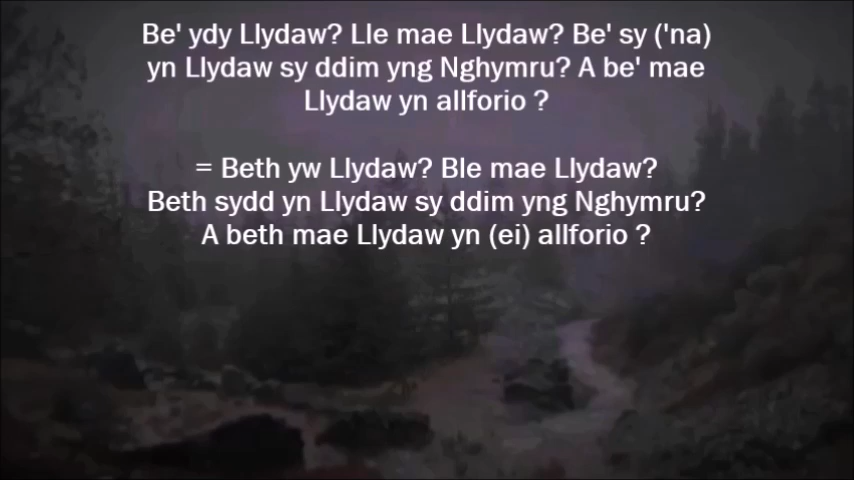 Be' ydy Llydaw? Lle mae Llydaw? Be' sy ('na)
yn Llydaw sy ddim yng Nghymru? A be' mae
Llydaw yn allforio ?
= Beth yw Llydaw? Ble mae Llydaw?
Beth sydd yn Llydaw sy ddim yng Nghymru?
A beth mae Llydaw yn (ei) allforio ?